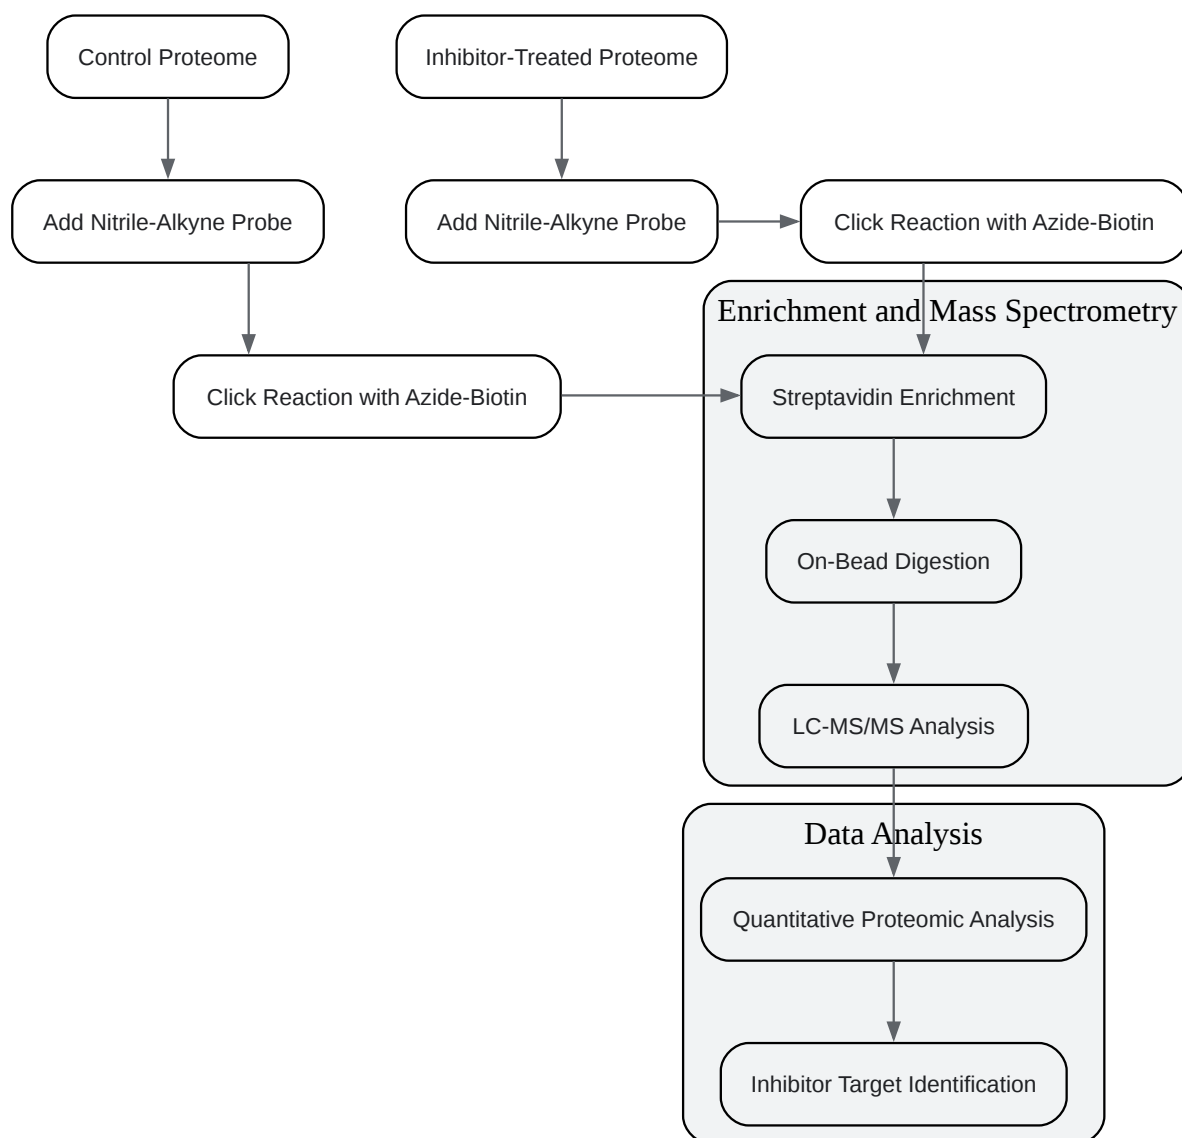 Control Proteome
Inhibitor-Treated Proteome
Add Nitrile-Alkyne Probe
Add Nitrile-Alkyne Probe
Click Reaction with Azide-Biotin
Enrichment and Mass Spectrometry
Click Reaction with Azide-Biotin
Streptavidin Enrichment
On-Bead Digestion
LC-MS/MS Analysis
Data Analysis
Quantitative Proteomic Analysis
Inhibitor Target Identification